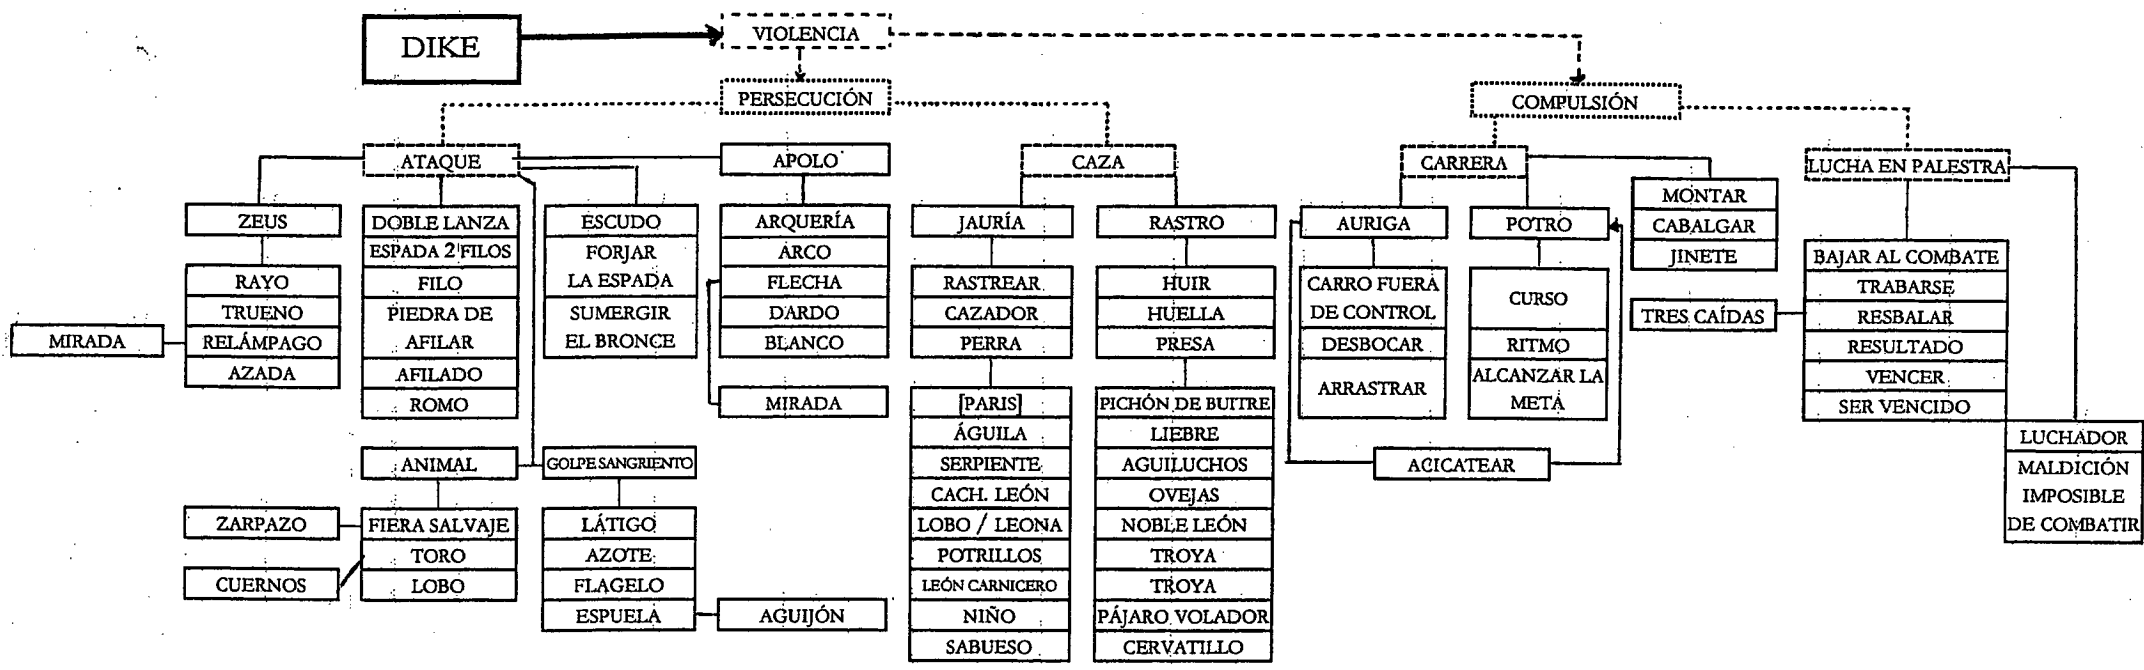 DIKE
VIOLENCIA
PERSECUCIÓN
COMPULSIÓN
ATAQUE
APOLO
CAZA
CARRERA
LUCHA EN PALESTRA
ZEUS
RAYO
TRUENO
RELÁMPAGO
AZADA
MIRADA
DOBLE LANZA
ESPADA 2 FILOS
FILO
PIEDRA DE
AFILAR
AFILADO
ROMO
ESCUDO
FORJAR
LA ESPADA
SUMERGIR
EL BRONCE
ARQUERÍA
ARCO
FLECHA
DARDO
BLANCO
MIRADA
ANIMAL
GOLPE SANGRIENTO
ZARPAZO
CUERNOS
FIERA SALVAJE
TORO
LOBO
LÁTIGO
AZOTE
FLAGELO
ESPUELA
AGUIJÓN
JAURÍA
RASTREAR
CAZADOR
PERRA
[PARIS]
ÁGUILA
SERPIENTE
CACH. LEÓN
LOBO / LEONA
POTRILLOS
LEÓN CARNICERO
NIÑO
SABUESO
RASTRO
HUIR
HUELLA
PRESA
PICHÓN DE BUITRE
LIEBRE
AGUILUCHOS
OVEJAS
NOBLE LEÓN
TROYA
TROYA
PÁJARO VOLADOR
CERVATILLO
AURIGA
CARRO FUERA
DE CONTROL
DESBOCAR
ARRASTRAR
POTRO
CURSO
RITMO
ALCANZAR LA
META
ACICATEAR
MONTAR
CABALGAR
JINETE
TRES CAÍDAS
BAJAR AL COMBATE
TRABARSE
RESBALAR
RESULTADO
VENCER
SER VENCIDO
LUCHADOR
MALDICIÓN
IMPOSIBLE
DE COMBATIR